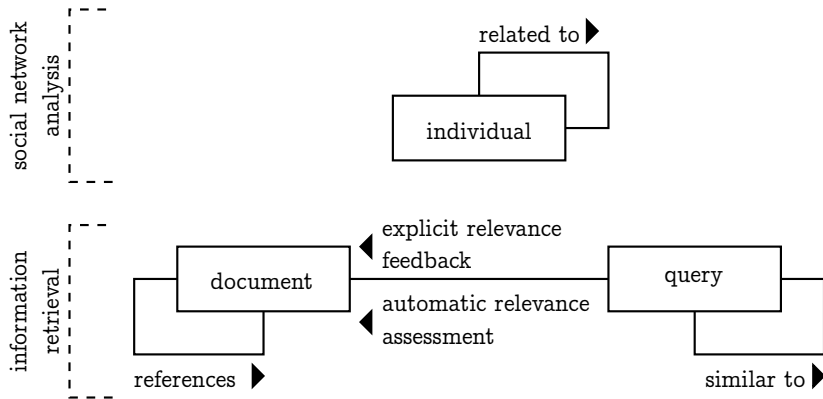 social network
analysis
related to
individual
information
retrieval
explicit relevance
feedback
document
query
automatic relevance
assessment
references
similar to